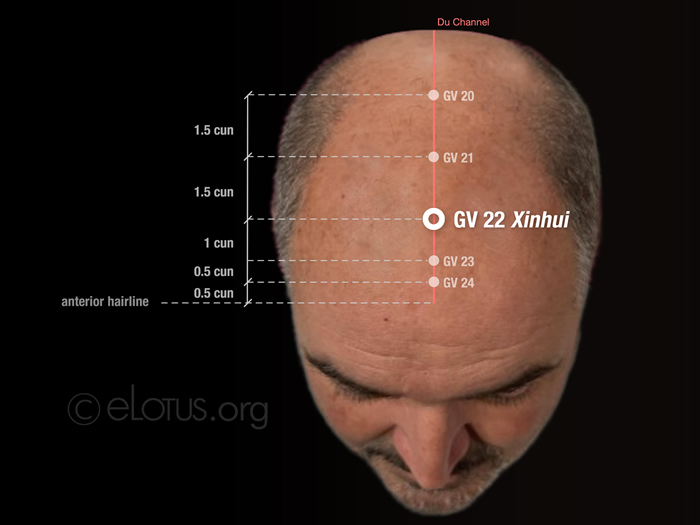 Du Channel
GV 20
1.5 cun
GV 21
1.5 cun
GV 22 Xinhui
1 cun
GV 23
0.5 cun
GV 24
0.5 cun
anterior hairline
© eLOTUS.org